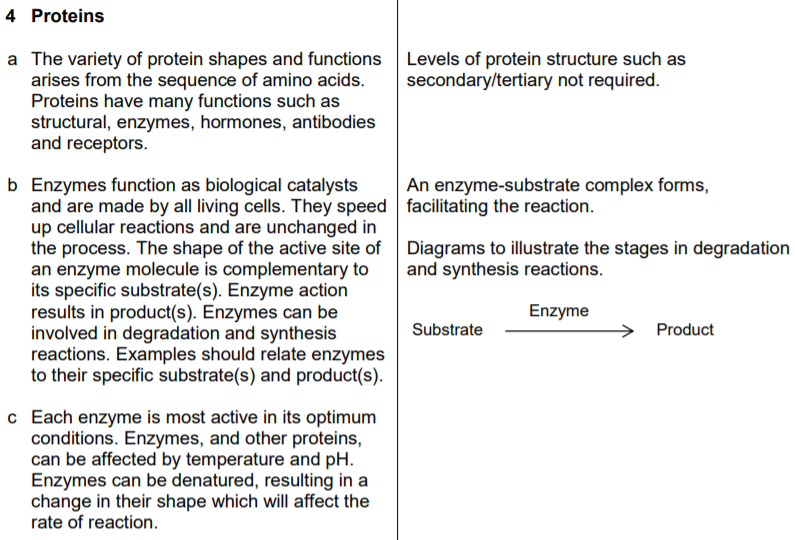 4 Proteins
a The variety of protein shapes and functions
arises from the sequence of amino acids.
Proteins have many functions such as
structural, enzymes, hormones, antibodies
and receptors.
Levels of protein structure such as
secondary/tertiary not required.
b Enzymes function as biological catalysts
and are made by all living cells. They speed
up cellular reactions and are unchanged in
the process. The shape of the active site of
an enzyme molecule is complementary to
its specific substrate(s). Enzyme action
results in product(s). Enzymes can be
involved in degradation and synthesis
reactions. Examples should relate enzymes
to their specific substrate(s) and product(s).
An enzyme-substrate complex forms,
facilitating the reaction.
Diagrams to illustrate the stages in degradation
and synthesis reactions.
Enzyme
Substrate Product
c Each enzyme is most active in its optimum
conditions. Enzymes, and other proteins,
can be affected by temperature and pH.
Enzymes can be denatured, resulting in a
change in their shape which will affect the
rate of reaction.